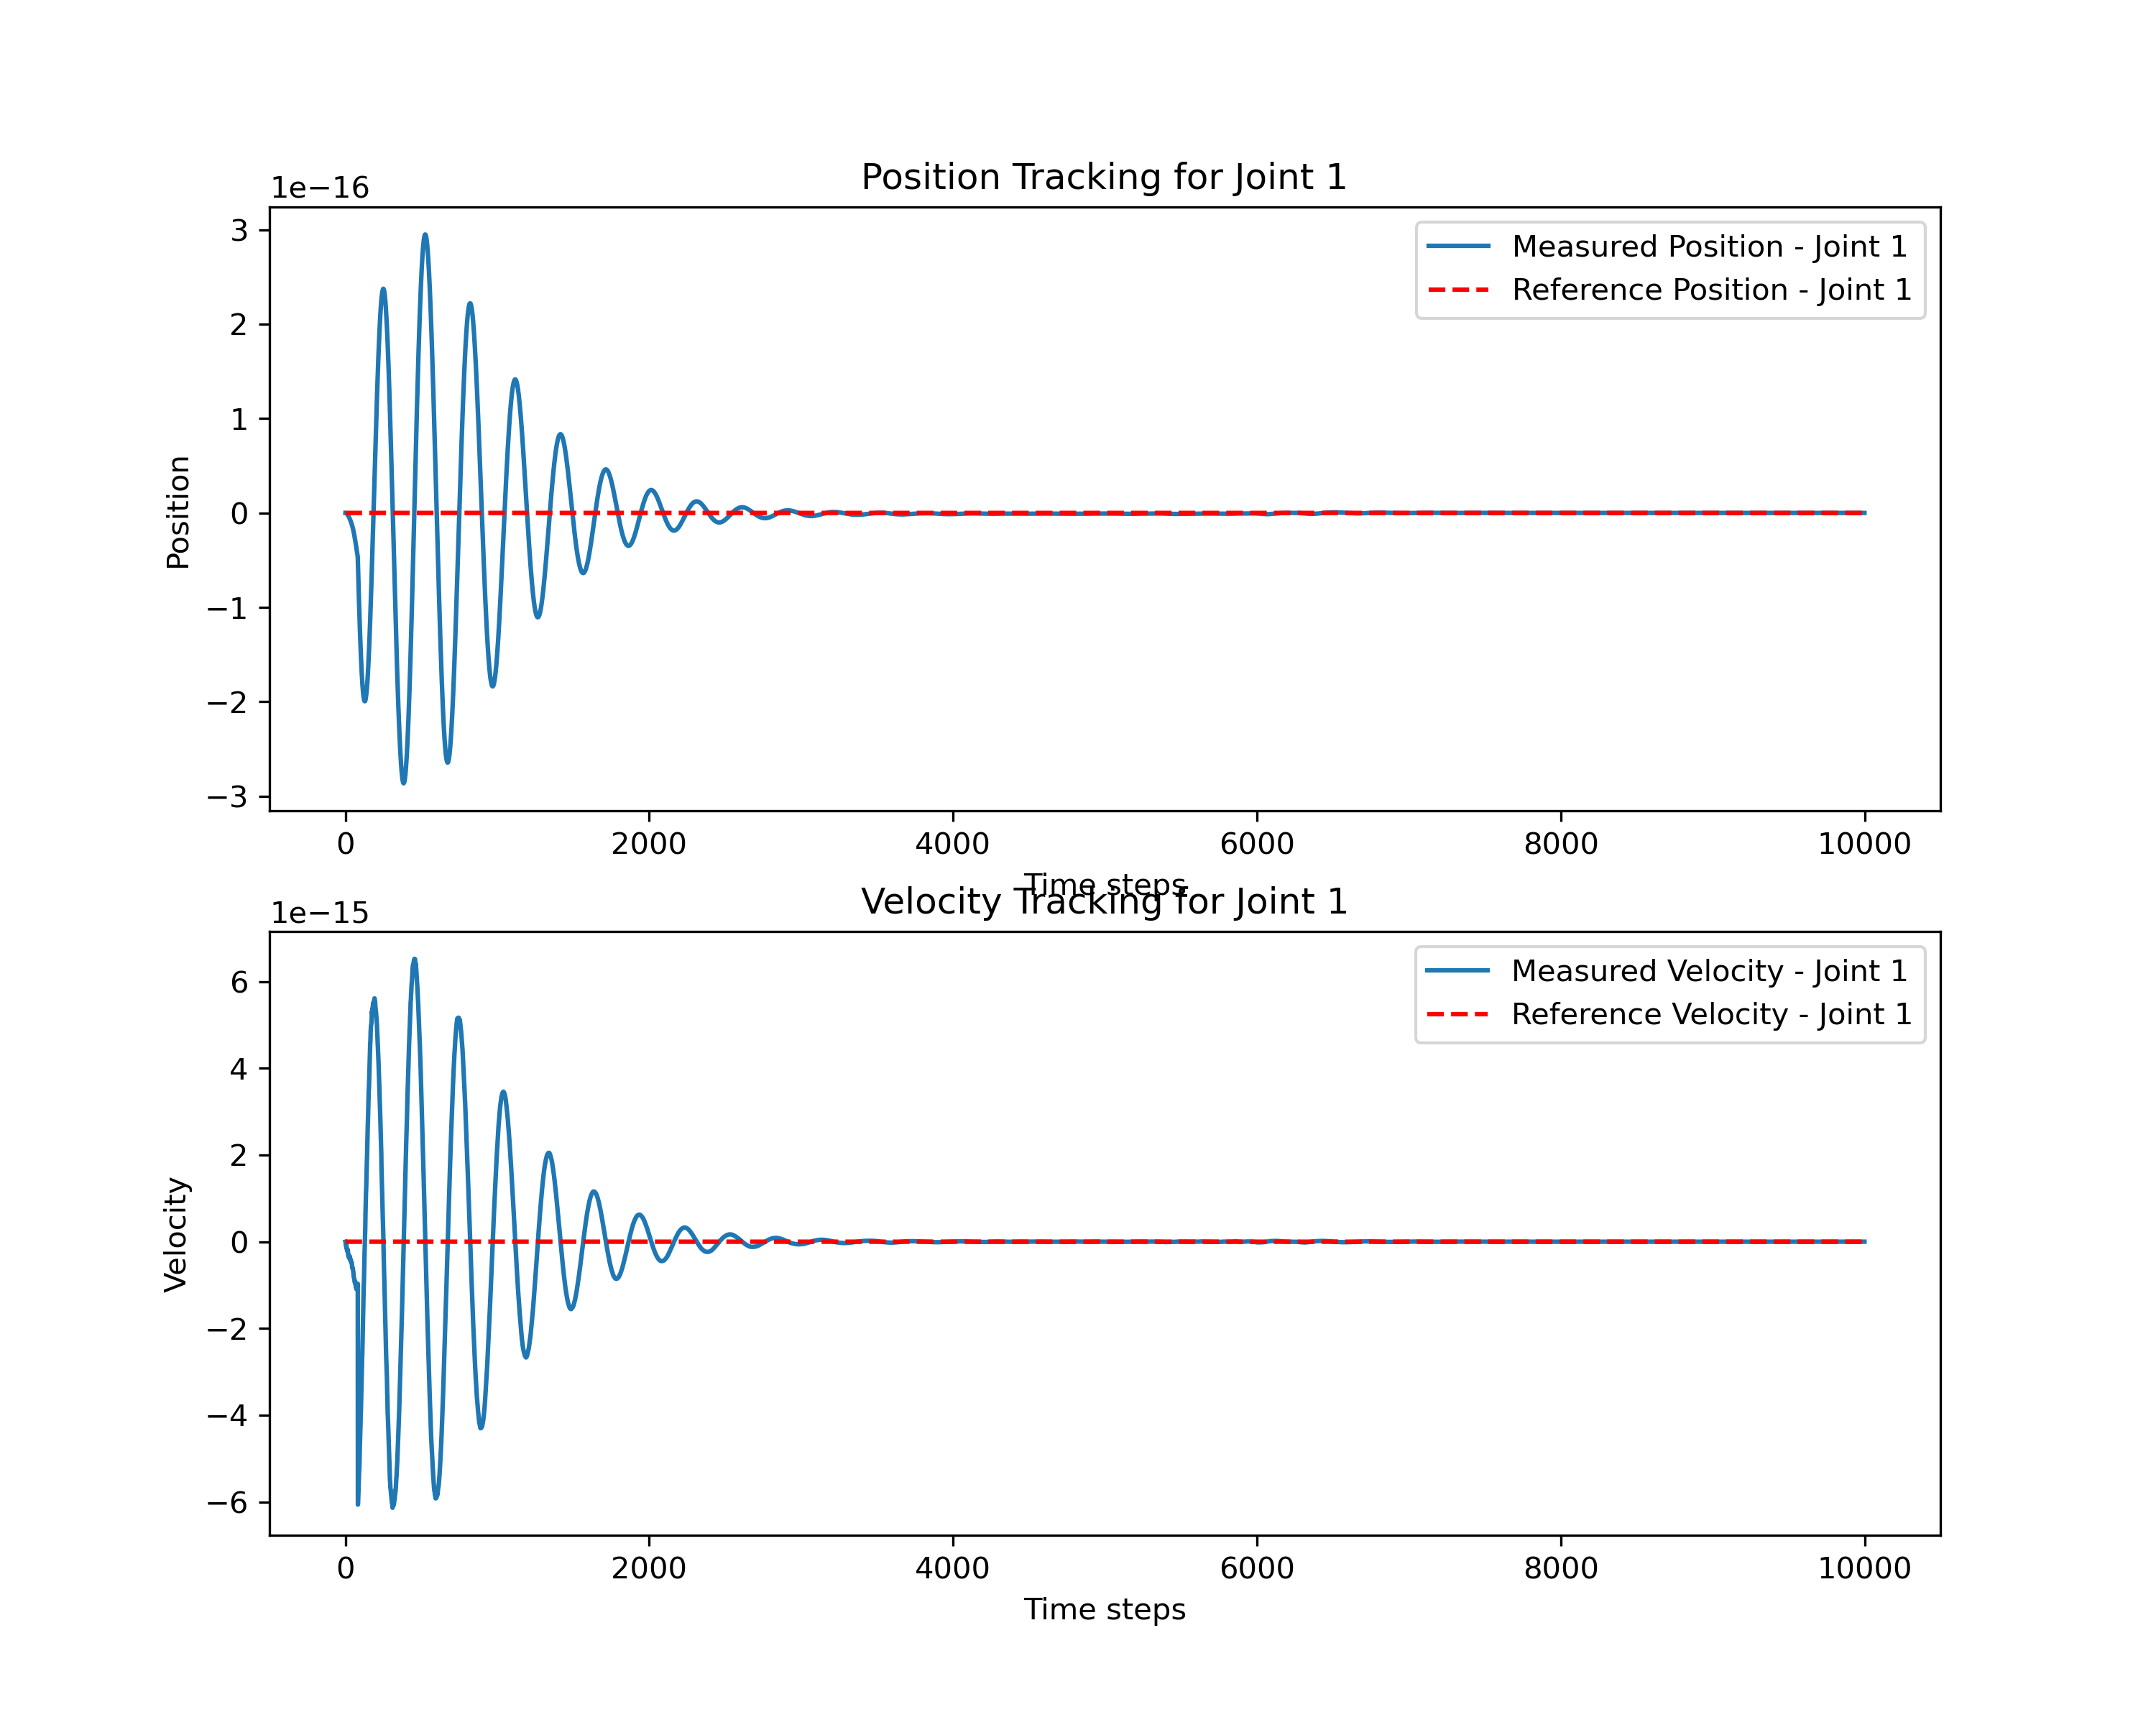 Position Tracking for Joint 1
1e−16
3
2
1
0
−1
−2
−3
Position
Measured Position - Joint 1
Reference Position - Joint 1
0 2000 4000 6000 8000 10000
Time steps
Velocity Tracking for Joint 1
1e−15
6
4
2
0
−2
−4
−6
Velocity
Measured Velocity - Joint 1
Reference Velocity - Joint 1
0 2000 4000 6000 8000 10000
Time steps